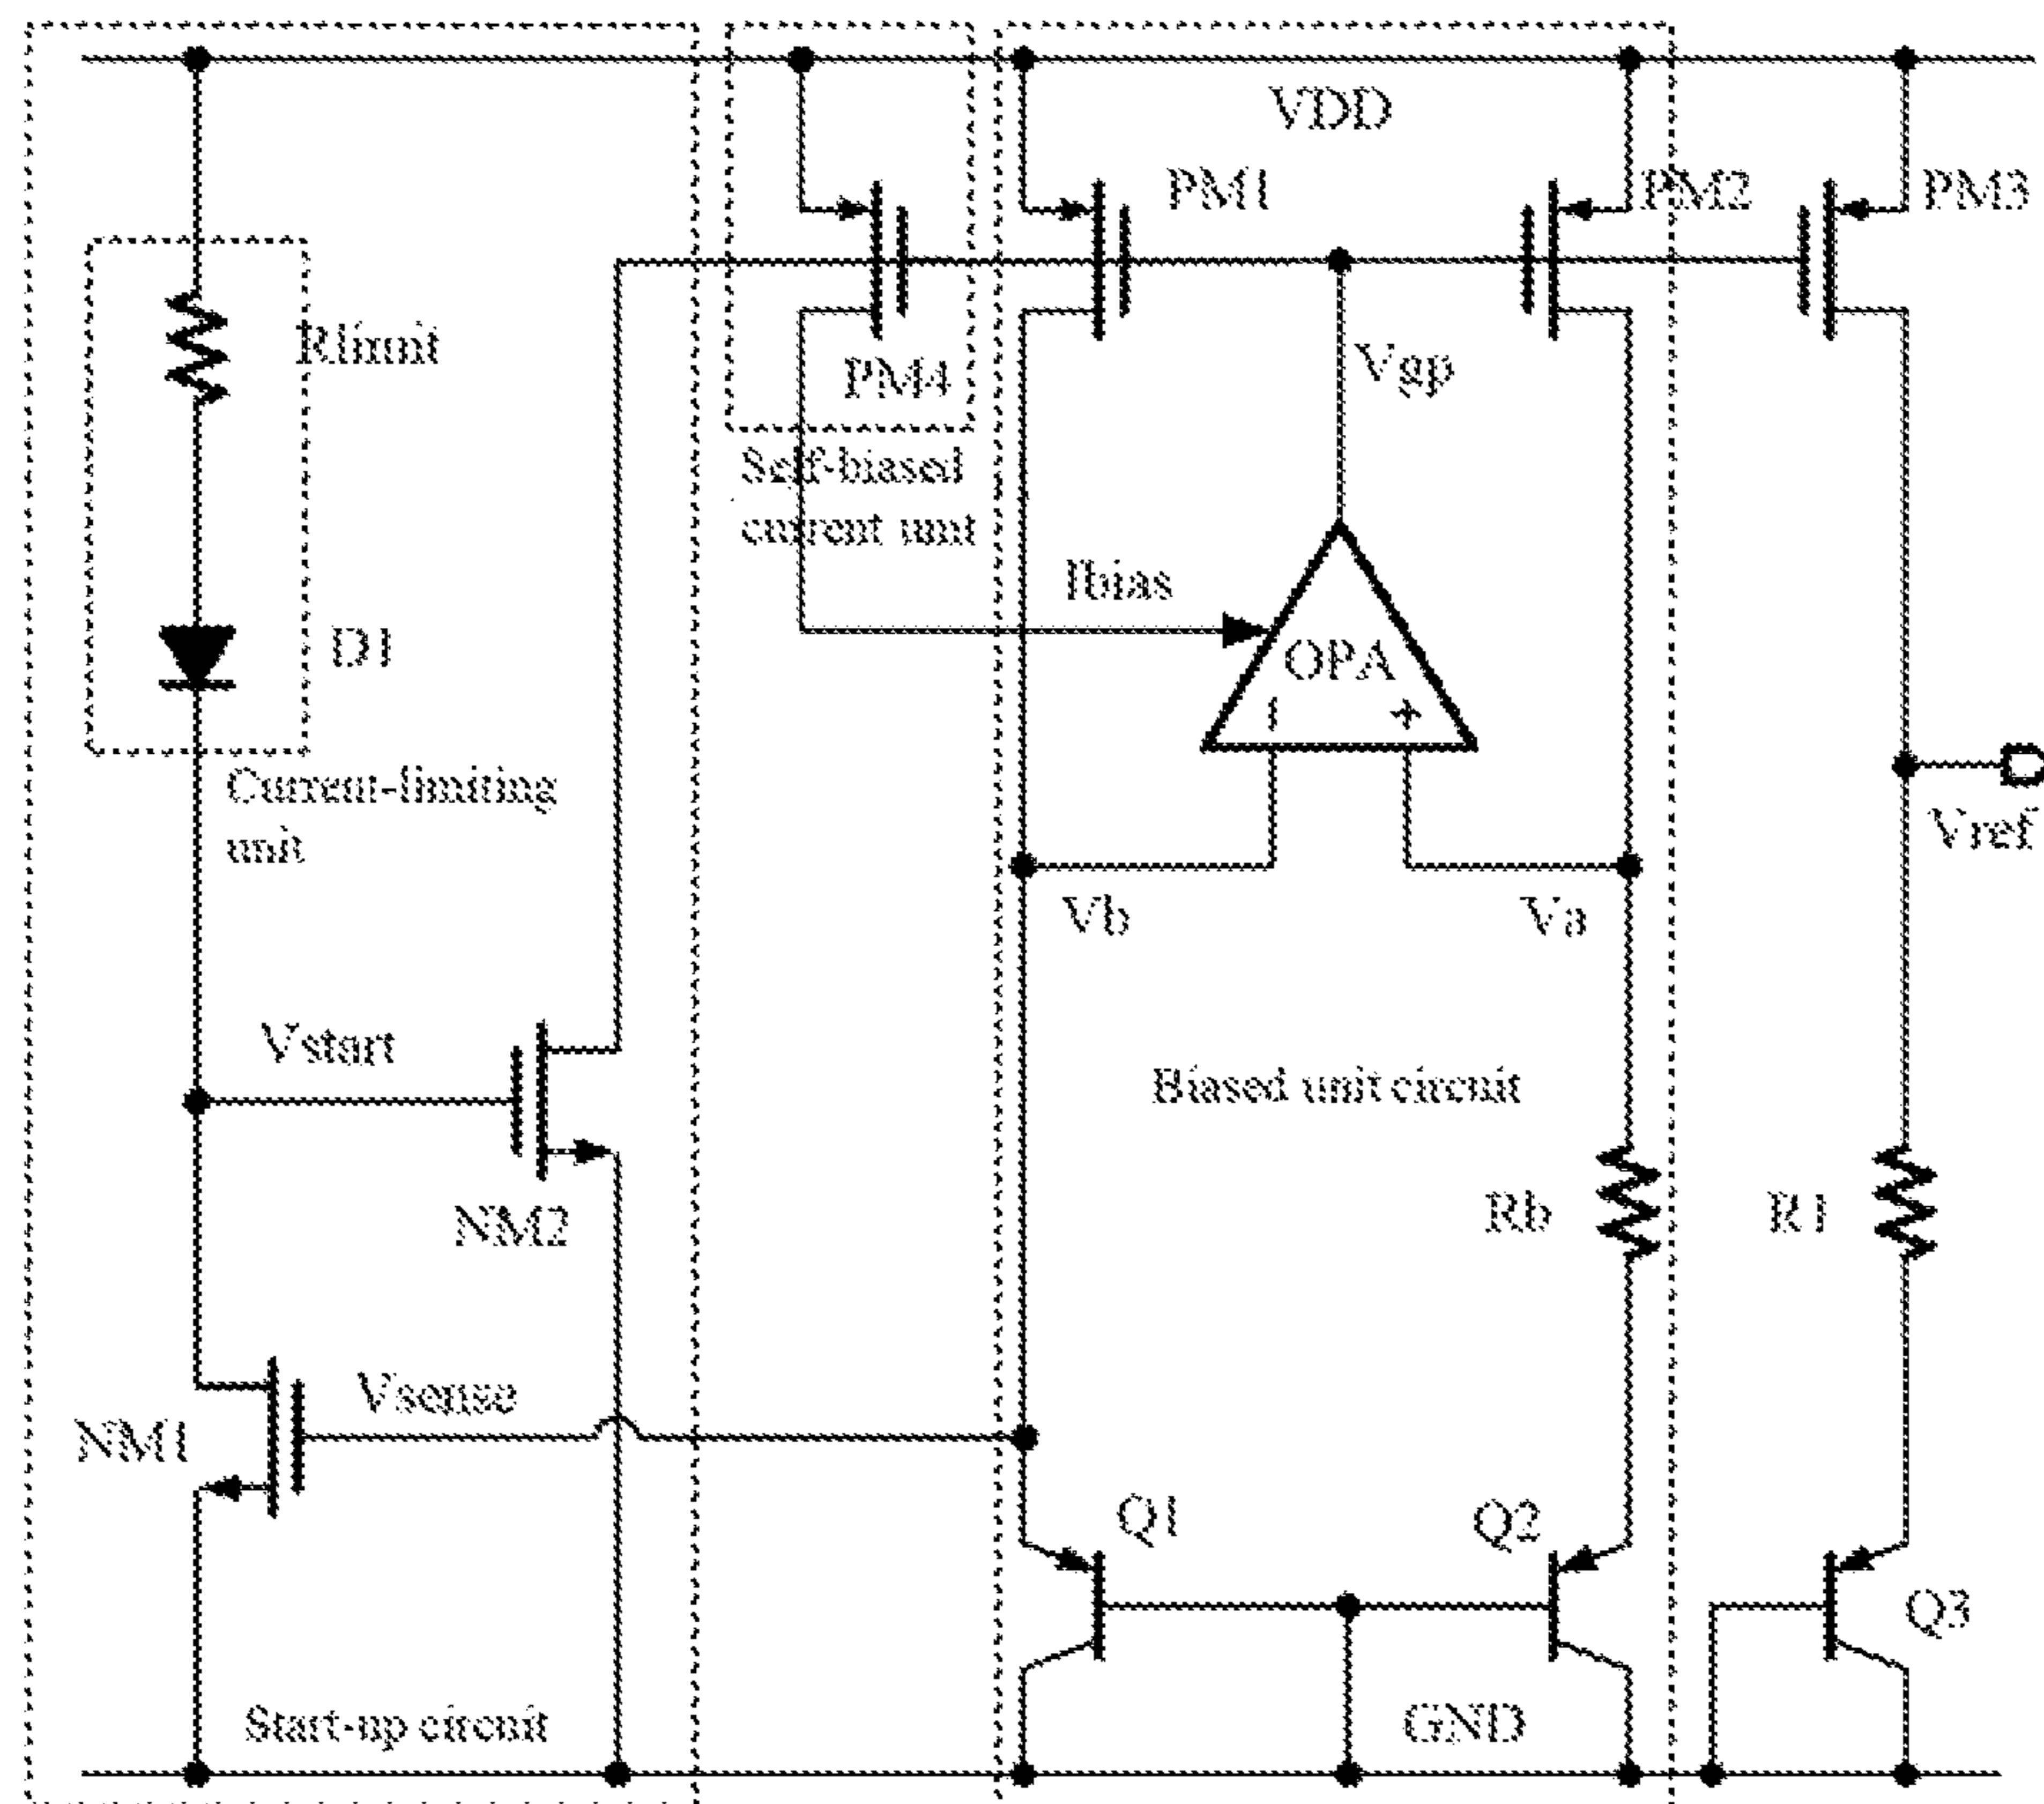 VDD
PM1
PM2
PM3
Rlimit
PM4
Vgp
Self-biased
current unit
Ibias
OPA
- +
D1
Current-limiting
unit
Vref
Vb
Va
Vstart
Biased unit circuit
NM2
Rb
R1
Vsense
NM1
Q1
Q2
Q3
Start-up circuit
GND